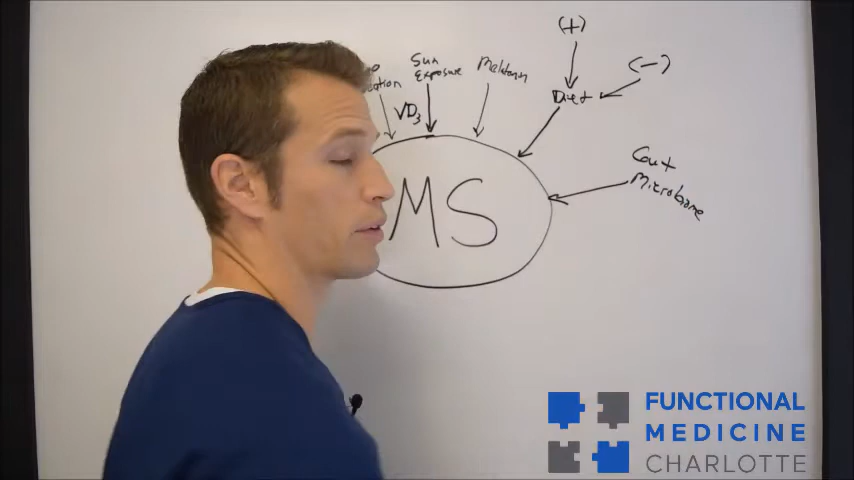 (+)
(-)
Sun
Exposure
Melatonin
Diet
VD3
Gut
Microbiome
MS
FUNCTIONAL
MEDICINE
CHARLOTTE